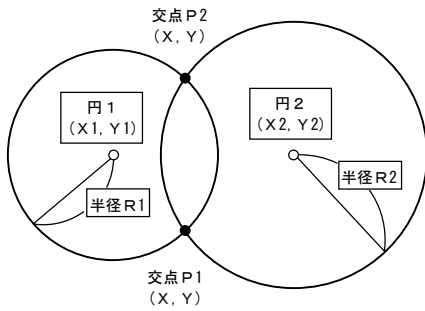 交点P2
(X, Y)
円1
(X1, Y1)
円2
(X2, Y2)
半径R1
半径R2
交点P1
(X, Y)